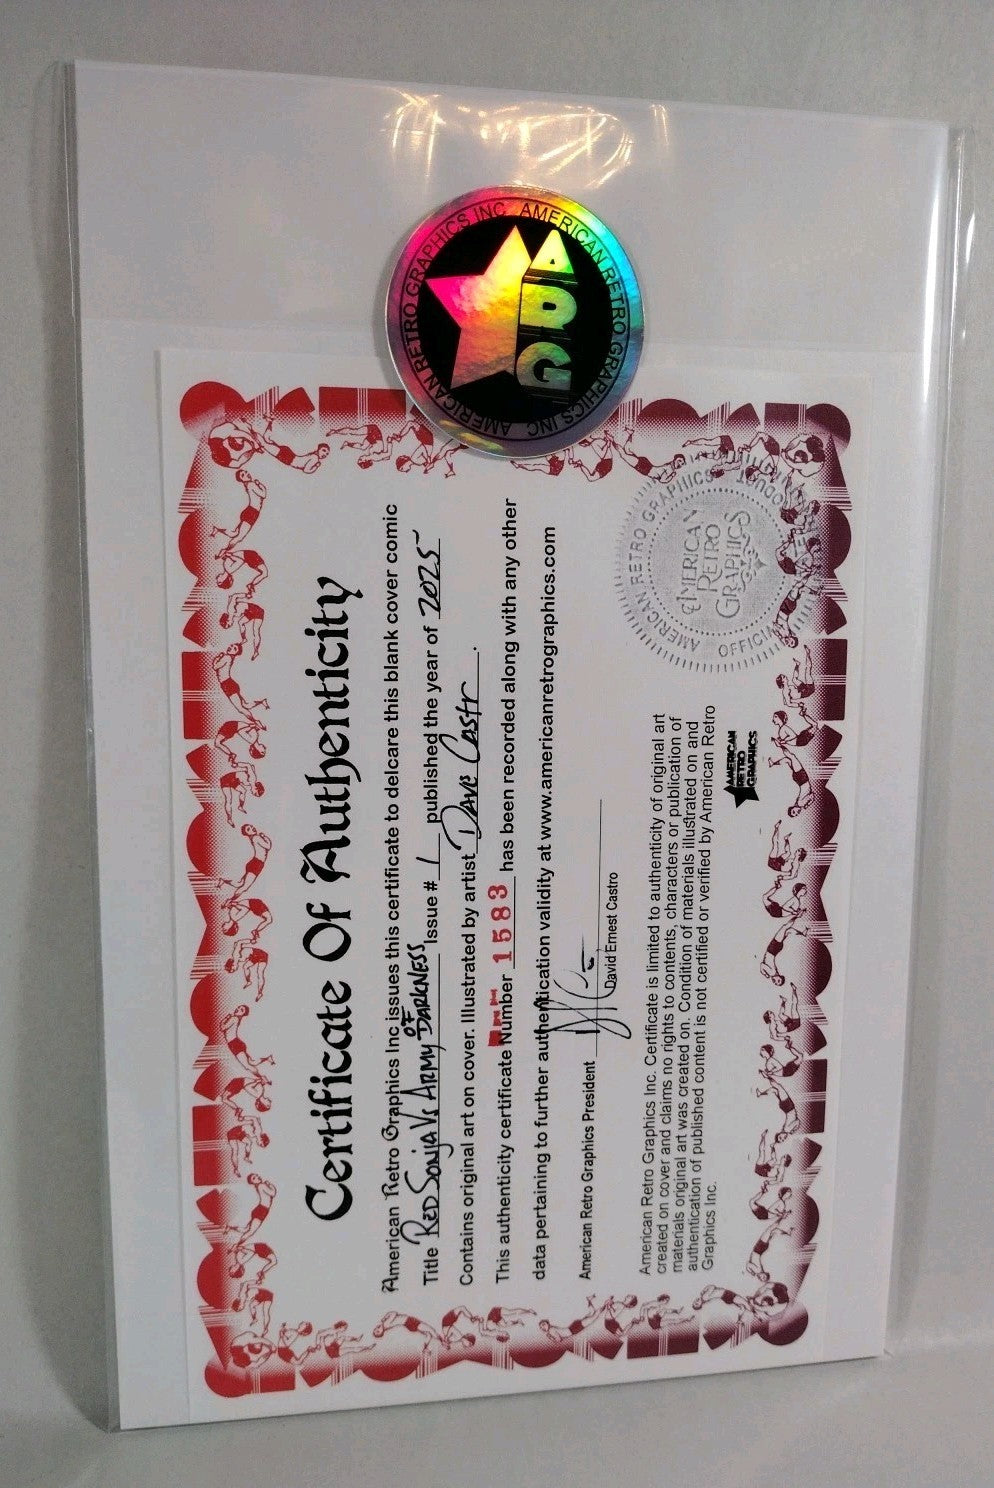 AMERICAN RETRO GRAPHICS INC AMERICAN RETRO GRAPHICS INC
ARG
Certificate Of Authenticity
American Retro Graphics Inc issues this certificate to delcare this blank cover comic
Title Red Sonja Vs Army OF DARKNESS Issue # 1 published the year of 2025
Contains original art on cover. Illustrated by artist Dave Castr.
This authenticity certificate Number 1583 has been recorded along with any other
data pertaining to further authentication validity at www.americanretrographics.com
American Retro Graphics President
David Ernest Castro
American Retro Graphics Inc. Certificate is limited to authenticity of original art
created on cover and claims no rights to contents, characters or publication of
materials original art was created on. Condition of materials illustrated on and
authentication of published content is not certified or verified by American Retro
Graphics Inc.
AMERICAN
RETRO
GRAPHICS
AMERICAN RETRO GRAPHICS
OFFICIAL
AMERICAN
RETRO
GRAPHICS